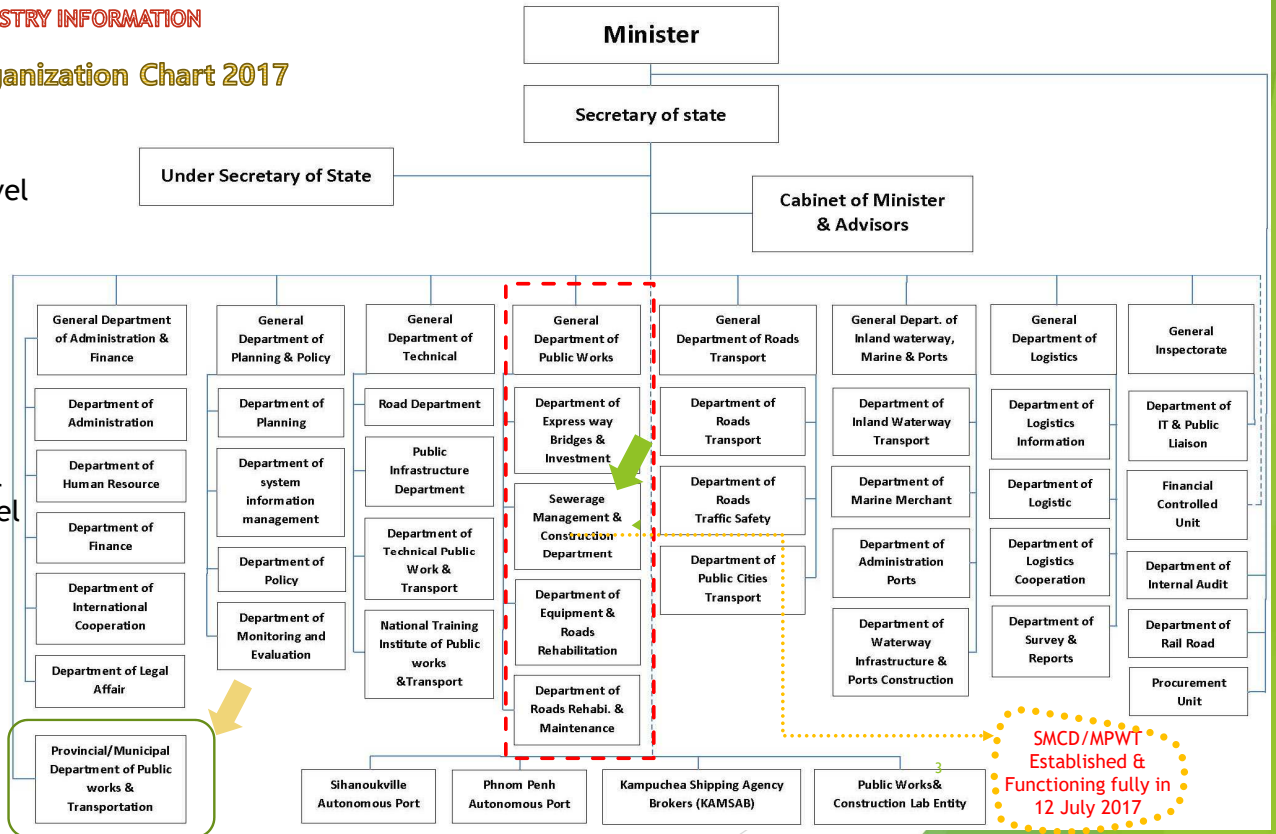 STRY INFORMATION
ganization Chart 2017
vel
el
Minister
Secretary of state
Under Secretary of State
Cabinet of Minister
& Advisors
General Department
of Administration &
Finance
Department of
Administration
Department of
Human Resource
Department of
Finance
Department of
International
Cooperation
Department of Legal
Affair
Provincial/Municipal
Department of Public
works &
Transportation
General
Department of
Planning & Policy
Department of
Planning
Department of
system
information
management
Department of
Policy
Department of
Monitoring and
Evaluation
General
Department of
Technical
Road Department
Public
Infrastructure
Department
Department of
Technical Public
Work &
Transport
National Training
Institute of Public
works
&Transport
General
Department of
Public Works
Department of
Express way
Bridges &
Investment
Sewerage
Management &
Construction
Department
Department of
Equipment &
Roads
Rehabilitation
Department of
Roads Rehabi. &
Maintenance
General
Department of Roads
Transport
Department of
Roads
Transport
Department of
Roads
Traffic Safety
Department of
Public Cities
Transport
General Depart. of
Inland waterway,
Marine & Ports
Department of
Inland Waterway
Transport
Department of
Marine Merchant
Department of
Administration
Ports
Department of
Waterway
Infrastructure &
Ports Construction
General
Department of
Logistics
Department of
Logistics
Information
Department of
Logistic
Department of
Logistics
Cooperation
Department of
Survey &
Reports
General
Inspectorate
Department of
IT & Public
Liaison
Financial
Controlled
Unit
Department of
Internal Audit
Department of
Rail Road
Procurement
Unit
Sihanoukville
Autonomous Port
Phnom Penh
Autonomous Port
Kampuchea Shipping Agency
Brokers (KAMSAB)
Public Works&
Construction Lab Entity
3
SMCD/MPWT
Established &
Functioning fully in
12 July 2017